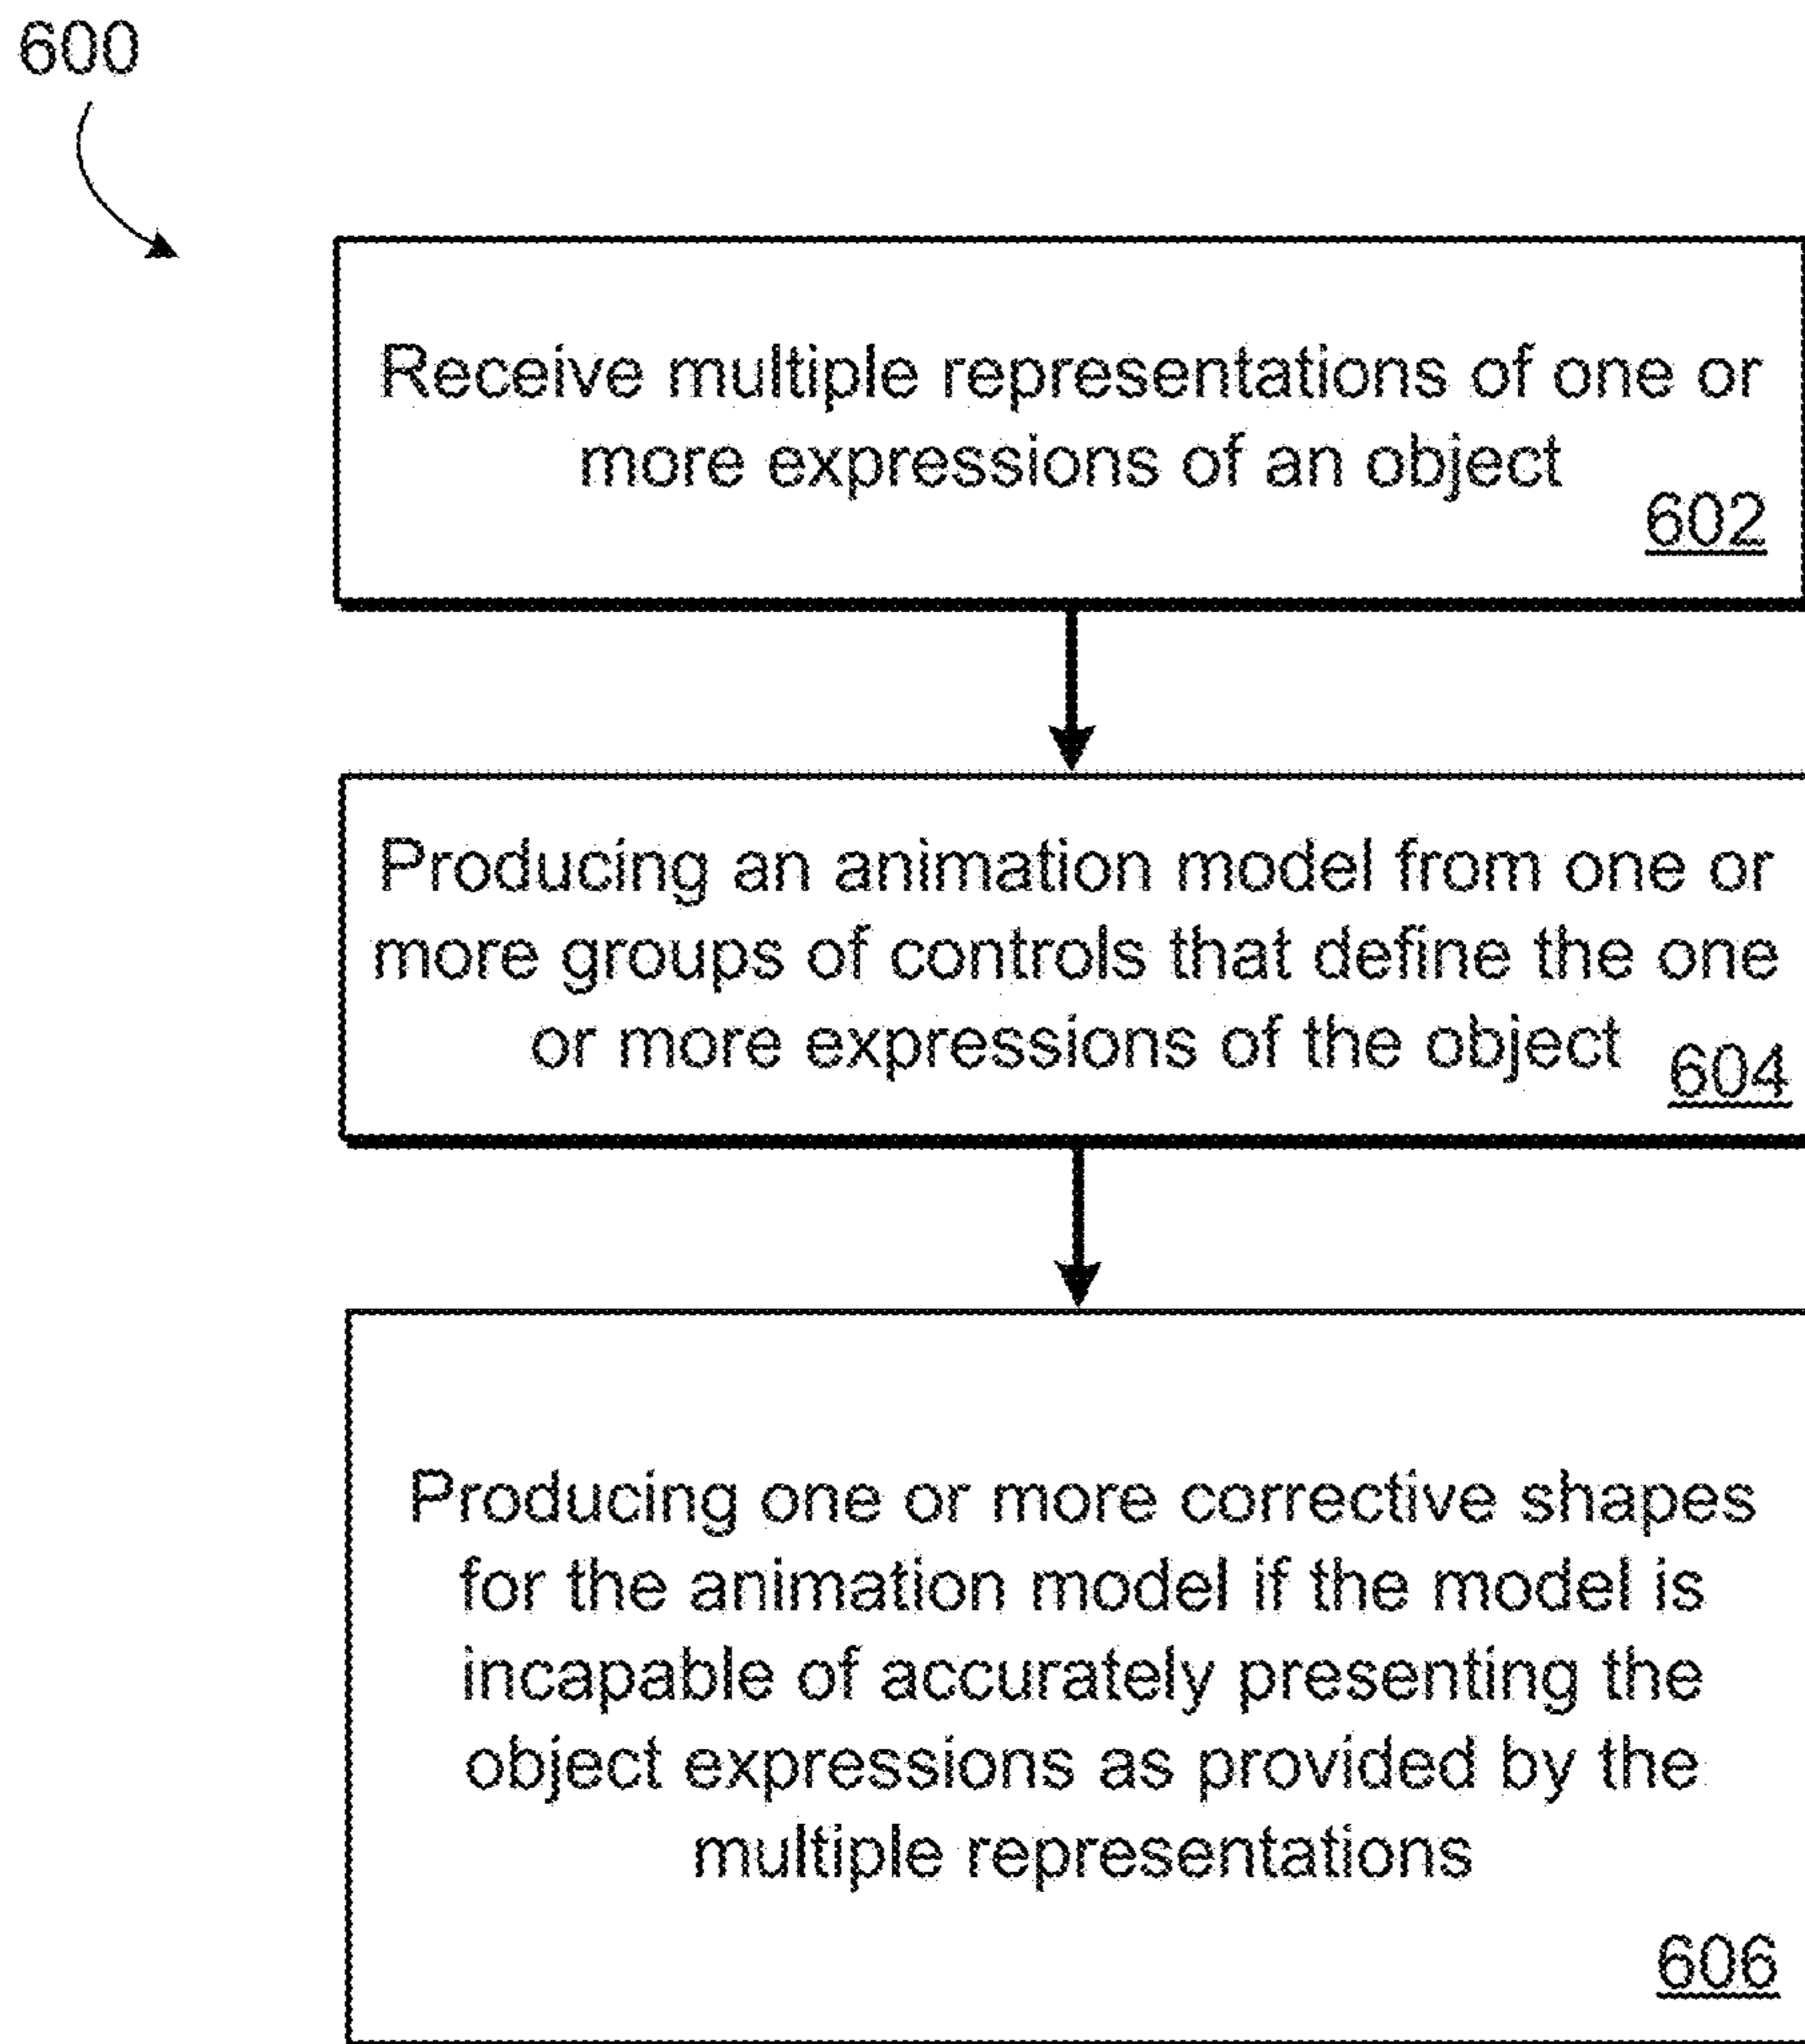 600
Receive multiple representations of one or
more expressions of an object
602
Producing an animation model from one or
more groups of controls that define the one
or more expressions of the object
604
Producing one or more corrective shapes
for the animation model if the model is
incapable of accurately presenting the
object expressions as provided by the
multiple representations
606